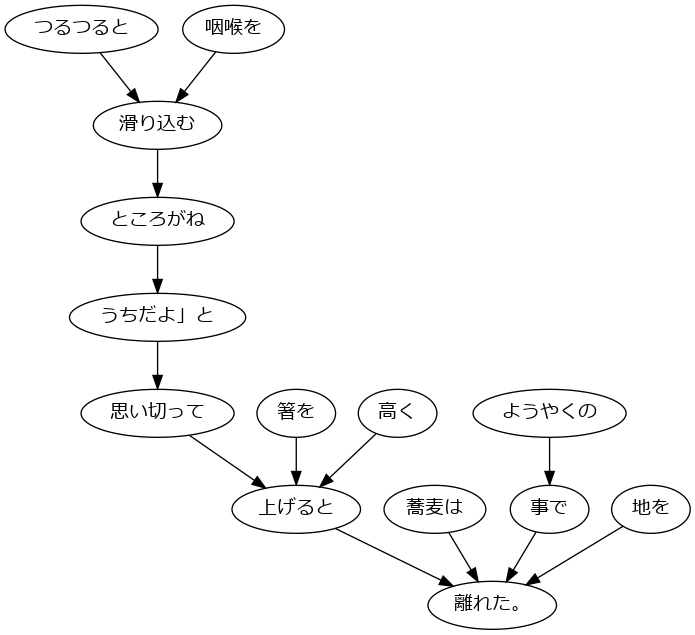 つるつると
咽喉を
滑り込む
ところがね
うちだよ」と
思い切って
箸を
高く
ようやくの
上げると
蕎麦は
事で
地を
離れた。